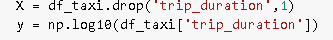 X = df_taxi.drop('trip_duration',1)
y = np.log10(df_taxi['trip_duration'])